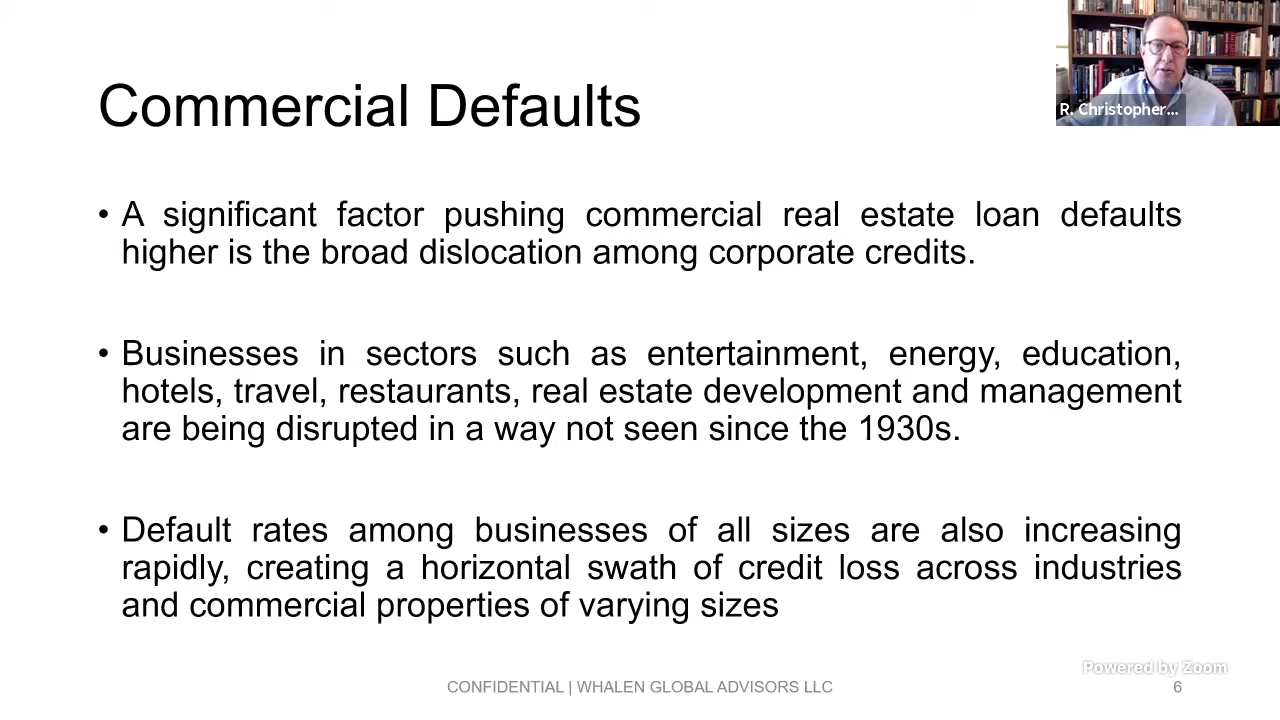 R. Christopher...
Commercial Defaults
• A significant factor pushing commercial real estate loan defaults
higher is the broad dislocation among corporate credits.
• Businesses in sectors such as entertainment, energy, education,
hotels, travel, restaurants, real estate development and management
are being disrupted in a way not seen since the 1930s.
• Default rates among businesses of all sizes are also increasing
rapidly, creating a horizontal swath of credit loss across industries
and commercial properties of varying sizes
Powered by Zoom
CONFIDENTIAL | WHALEN GLOBAL ADVISORS LLC
6